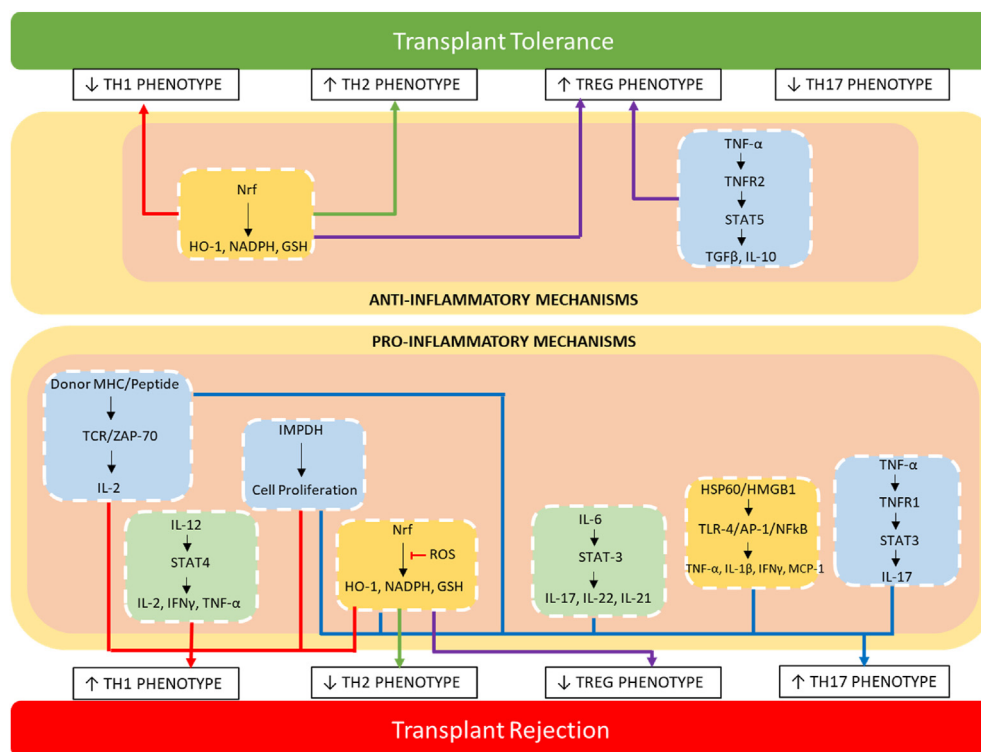 Transplant Tolerance
↓ TH1 PHENOTYPE
↑ TH2 PHENOTYPE
↑ TREG PHENOTYPE
↓ TH17 PHENOTYPE
Nrf
HO-1, NADPH, GSH
TNF-α
TNFR2
STAT5
TGFβ, IL-10
ANTI-INFLAMMATORY MECHANISMS
PRO-INFLAMMATORY MECHANISMS
Donor MHC/Peptide
TCR/ZAP-70
IL-2
IL-12
STAT4
IL-2, IFNγ, TNF-α
IMPDH
Cell Proliferation
Nrf
ROS
HO-1, NADPH, GSH
IL-6
STAT-3
IL-17, IL-22, IL-21
HSP60/HMGB1
TLR-4/AP-1/NFkB
TNF-α, IL-1β, IFNγ, MCP-1
TNF-α
TNFR1
STAT3
IL-17
↑ TH1 PHENOTYPE
↓ TH2 PHENOTYPE
↓ TREG PHENOTYPE
↑ TH17 PHENOTYPE
Transplant Rejection